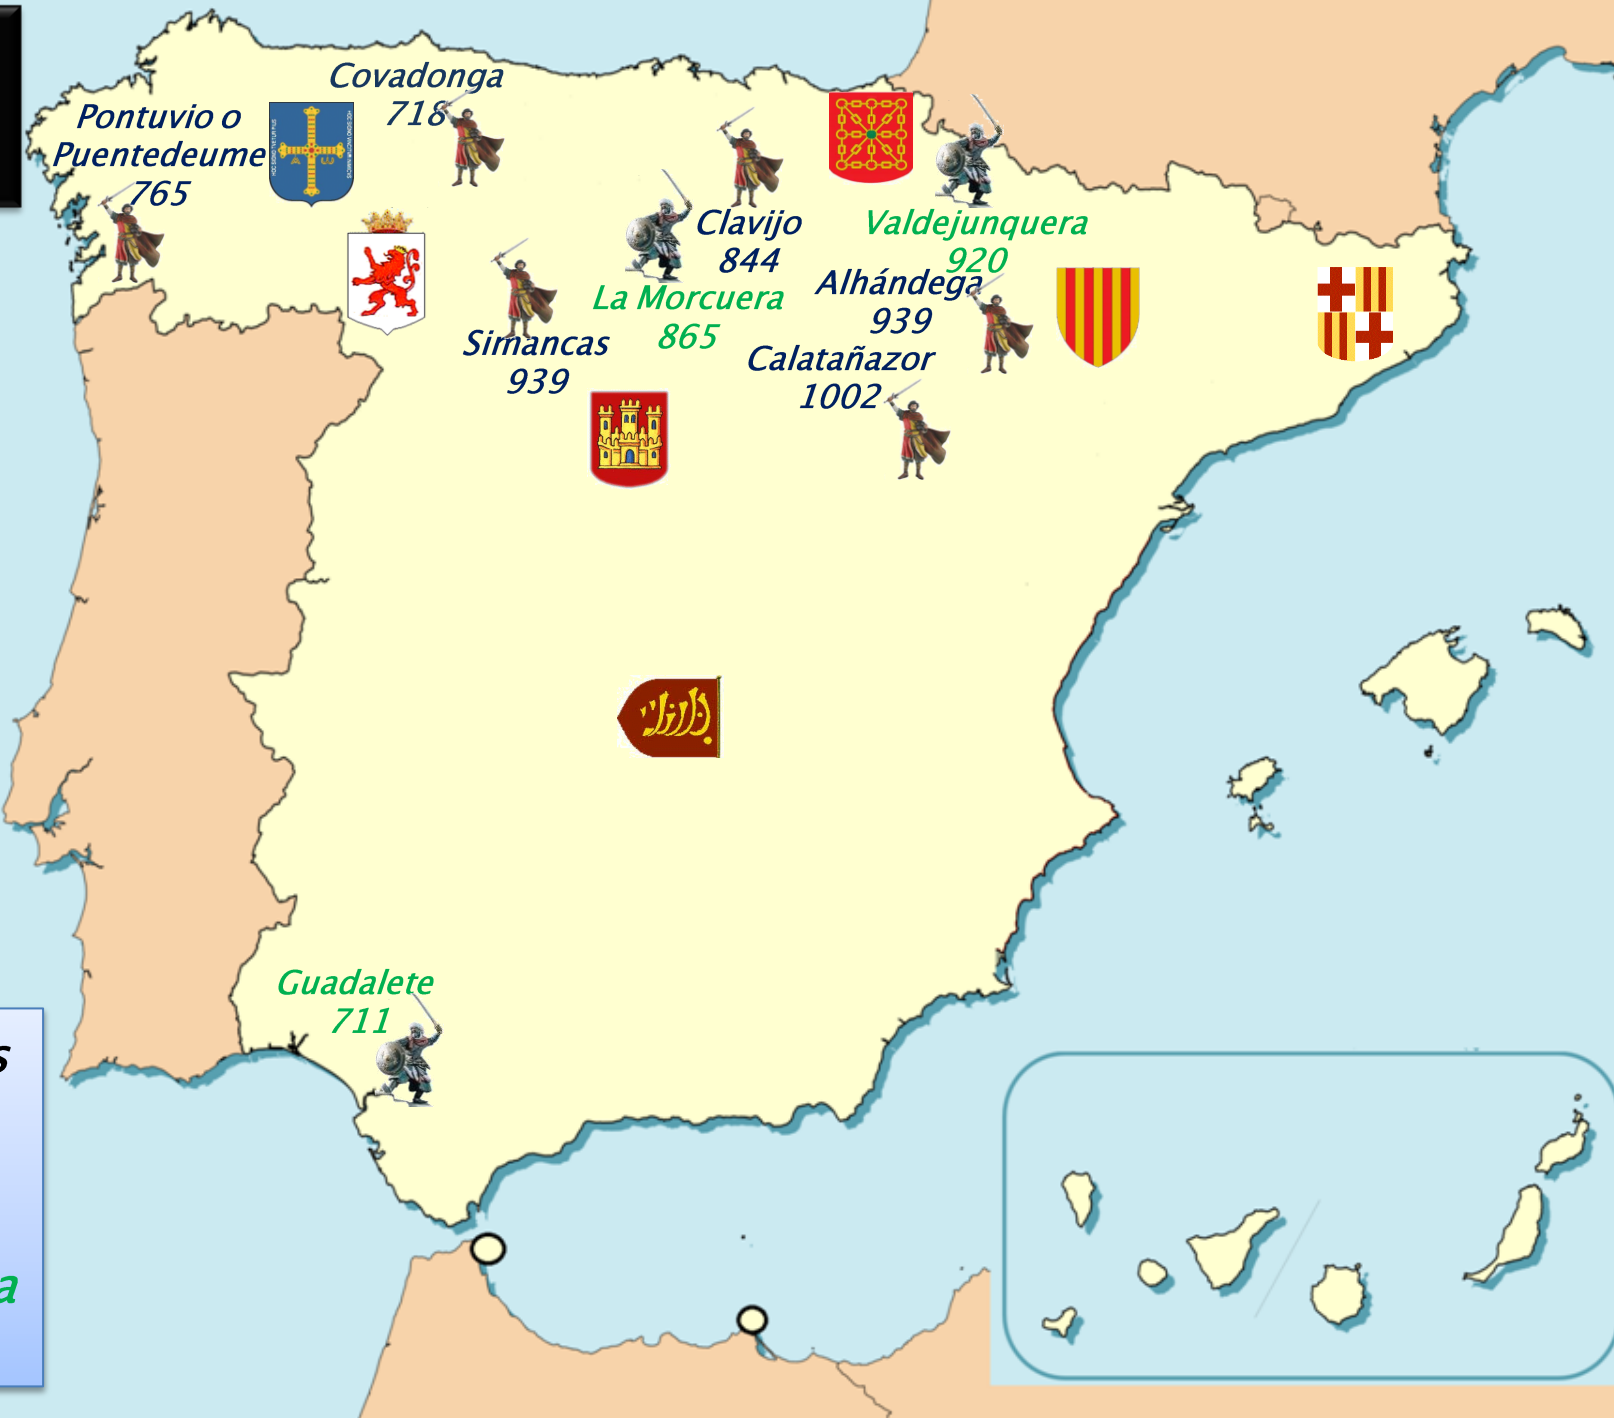 Covadonga
718
Pontuvio o
Puentedeume
765
Clavijo
844
Valdejunquera
920
La Morcuera
865
Alhándega
939
Simancas
939
Calatañazor
1002
Guadalete
711
s
a